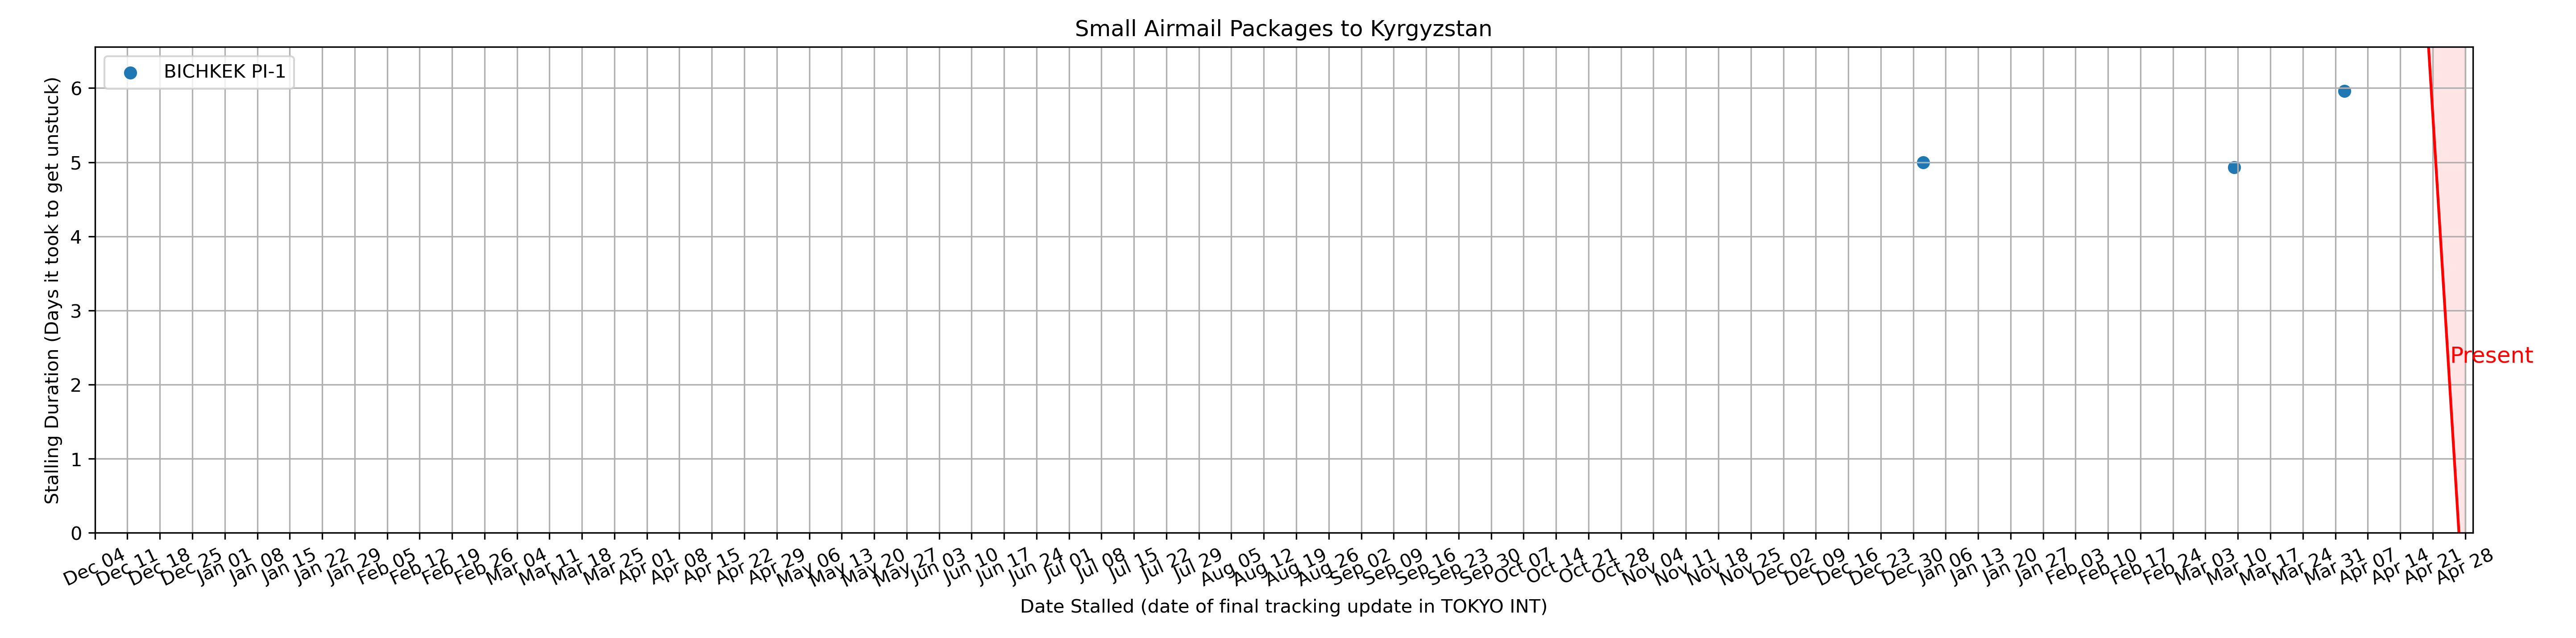 Small Airmail Packages to Kyrgyzstan
BICHKEK PI-1
Stalling Duration (Days it took to get unstuck)
6
5
4
3
2
1
0
Present
Dec 04 Dec 11 Dec 18 Dec 25 Jan 01 Jan 08 Jan 15 Jan 22 Jan 29 Feb 05 Feb 12 Feb 19 Feb 26 Mar 04 Mar 11 Mar 18 Mar 25 Apr 01 Apr 08 Apr 15 Apr 22 Apr 29 May 06 May 13 May 20 May 27 Jun 03 Jun 10 Jun 17 Jun 24 Jul 01 Jul 08 Jul 15 Jul 22 Jul 29 Aug 05 Aug 12 Aug 19 Aug 26 Sep 02 Sep 09 Sep 16 Sep 23 Sep 30 Oct 07 Oct 14 Oct 21 Oct 28 Nov 04 Nov 11 Nov 18 Nov 25 Dec 02 Dec 09 Dec 16 Dec 23 Dec 30 Jan 06 Jan 13 Jan 20 Jan 27 Feb 03 Feb 10 Feb 17 Feb 24 Mar 03 Mar 10 Mar 17 Mar 24 Mar 31 Apr 07 Apr 14 Apr 21 Apr 28
Date Stalled (date of final tracking update in TOKYO INT)